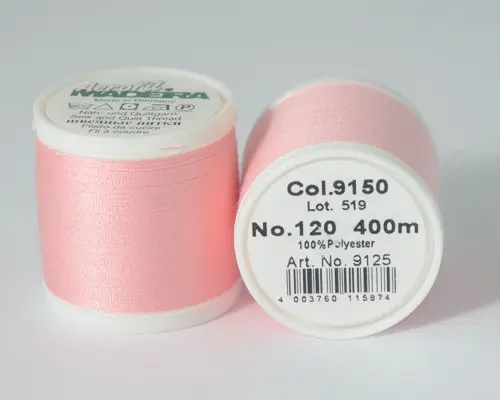 Aerofil.
MADEIRA
Made in Germany
Näh- und Quiltgarn
Sew and Quilt Thread
швейные нитки
Filato da cucire
Fil à coudre
Col.9150
Lot. 519
No.120 400m
100%Polyester
Art. No. 9125
4 003760 115874